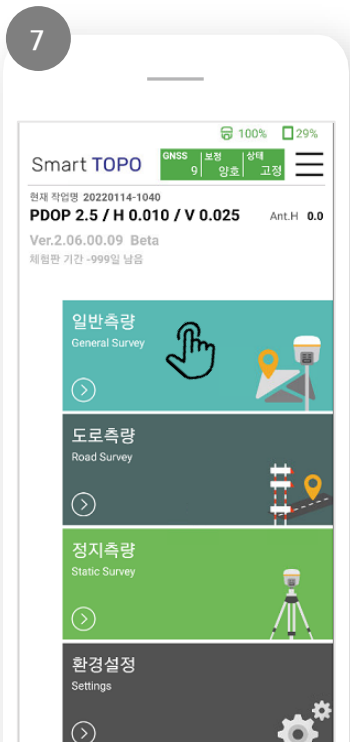 7
100% 29%
Smart TOPO
GNSS 보정 상태
9 양호 고정
현재 작업명 20220114-1040
PDOP 2.5 / H 0.010 / V 0.025 Ant.H 0.0
Ver.2.06.00.09 Beta
체험판 기간 -999일 남음
일반측량
General Survey
도로측량
Road Survey
정지측량
Static Survey
환경설정
Settings